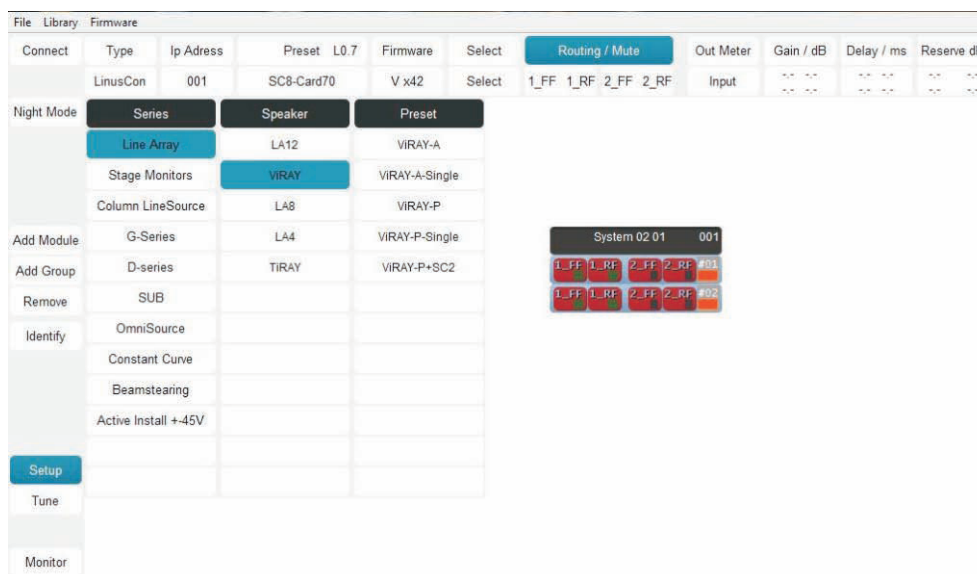 File Library Firmware
Connect Type Ip Adress Preset L0.7 Firmware Select Routing / Mute Out Meter Gain / dB Delay / ms Reserve d
LinusCon 001 SC8-Card70 V x42 Select 1_FF 1_RF 2_FF 2_RF Input -.- -.- -.- -.- -.-
-.- -.- -.- -.- -.-
Night Mode Series Speaker Preset
Line Array LA12 ViRAY-A
Stage Monitors ViRAY ViRAY-A-Single
Column LineSource LA8 ViRAY-P
Add Module G-Series LA4 ViRAY-P-Single System 02 01 001
Add Group D-series TiRAY ViRAY-P+SC2 1_FF 1_RF 2_FF 2_RF #01
Remove SUB 1_FF 1_RF 2_FF 2_RF #02
Identify OmniSource
Constant Curve
Beamstearing
Active Install +-45V
Setup
Tune
Monitor